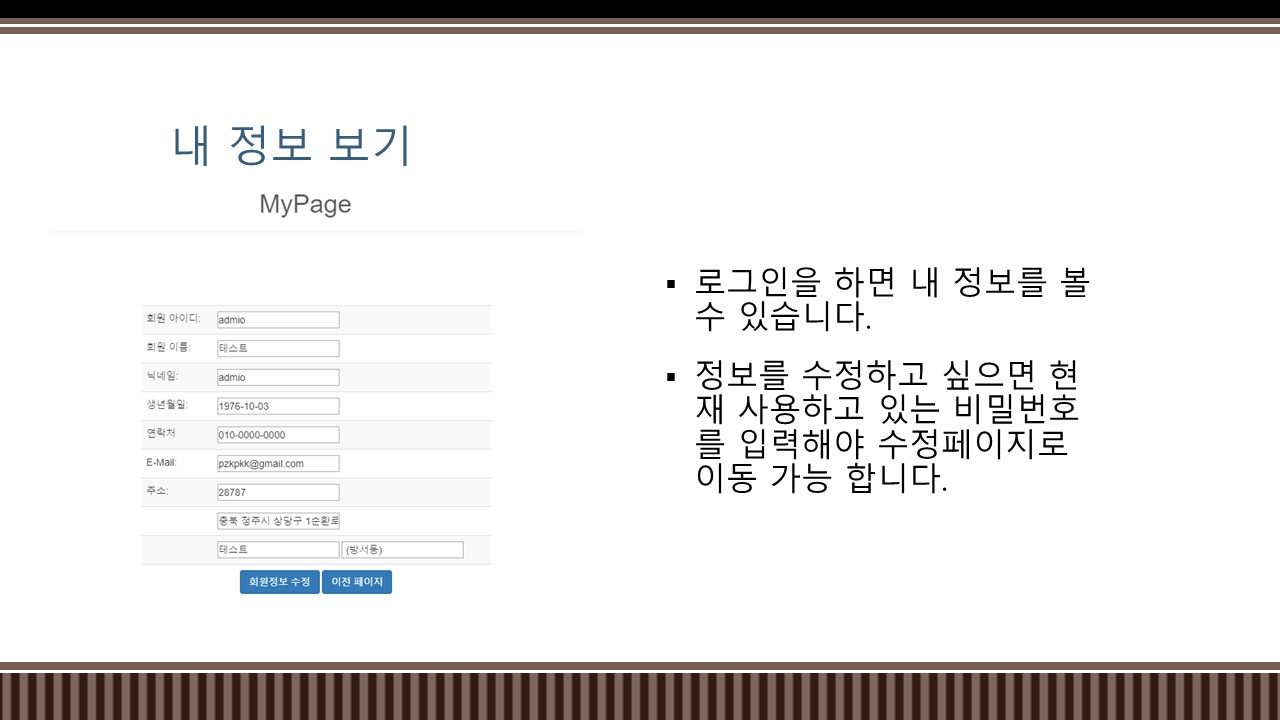 내 정보 보기
MyPage
회원 아이디: admio
회원 이름: 테스트
닉네임: admio
생년월일: 1976-10-03
연락처 010-0000-0000
E-Mail: pzkpkk@gmail.com
주소: 28787
충북 청주시 상당구 1순환로
테스트 (방서동)
회원정보 수정 이전 페이지
▪ 로그인을 하면 내 정보를 볼
수 있습니다.
▪ 정보를 수정하고 싶으면 현
재 사용하고 있는 비밀번호
를 입력해야 수정페이지로
이동 가능 합니다.